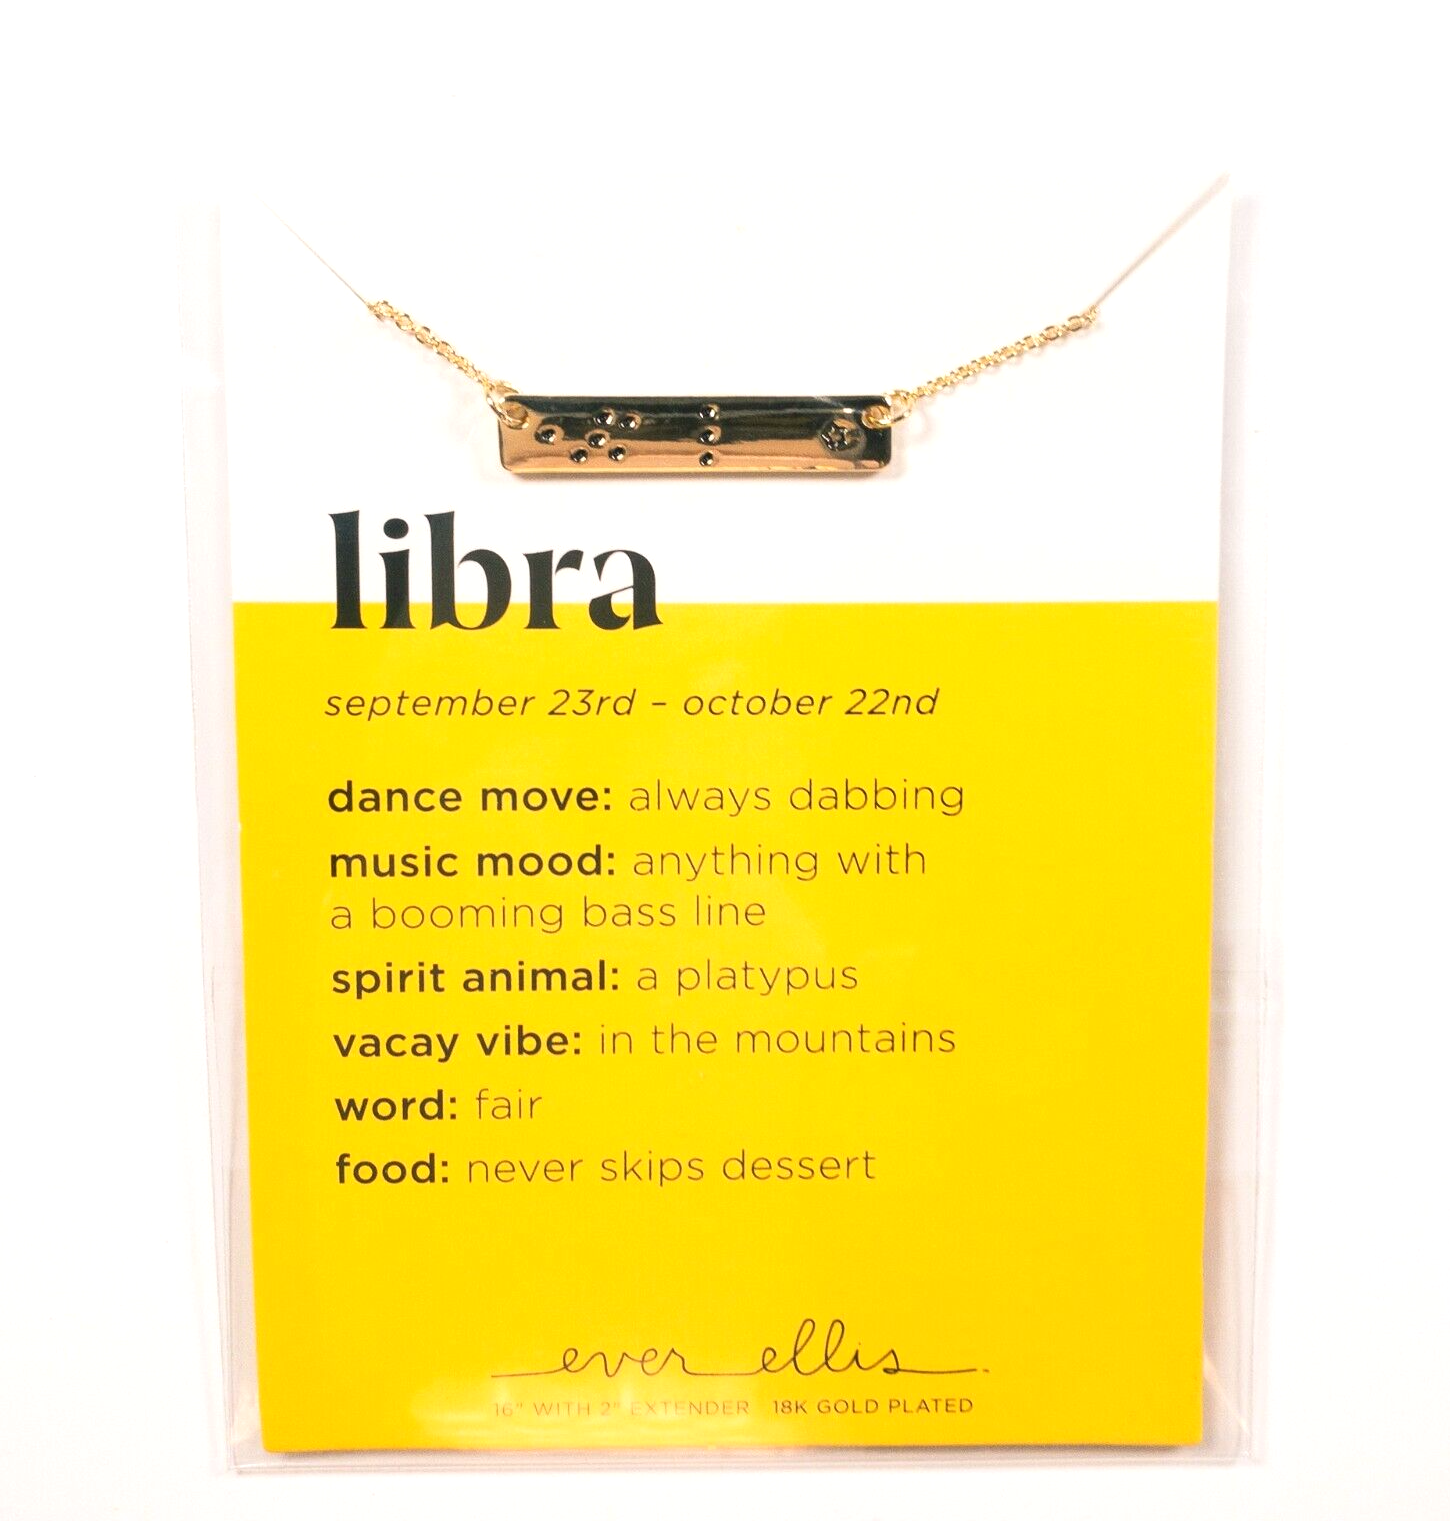 libra
september 23rd – october 22nd
dance move: always dabbing
music mood: anything with
a booming bass line
spirit animal: a platypus
vacay vibe: in the mountains
word: fair
food: never skips dessert
ever ellis.
16" WITH 2" EXTENDER 18K GOLD PLATED